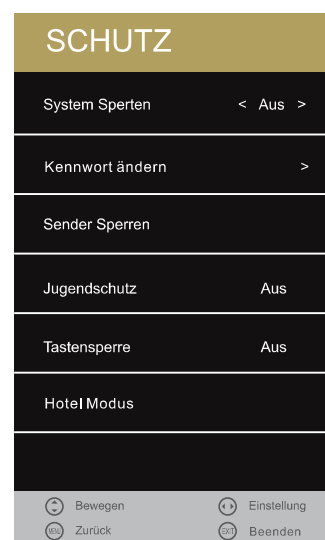 SCHUTZ
System Sperten < Aus >
Kennwort ändern >
Sender Sperren
Jugendschutz Aus
Tastensperre Aus
Hotel Modus
Bewegen Einstellung
MENU Zurück EXIT Beenden